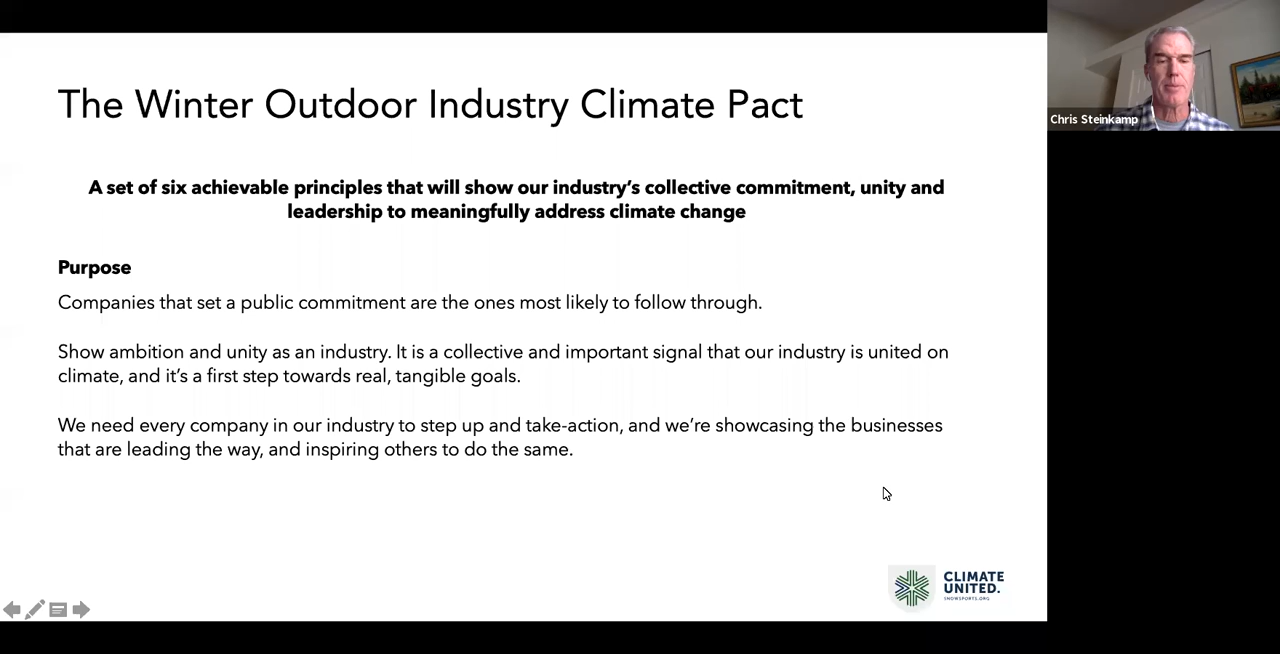 The Winter Outdoor Industry Climate Pact
A set of six achievable principles that will show our industry’s collective commitment, unity and
leadership to meaningfully address climate change
Purpose
Companies that set a public commitment are the ones most likely to follow through.
Show ambition and unity as an industry. It is a collective and important signal that our industry is united on
climate, and it’s a first step towards real, tangible goals.
We need every company in our industry to step up and take-action, and we’re showcasing the businesses
that are leading the way, and inspiring others to do the same.
CLIMATE
UNITED.
SNOWSPORTS.ORG
Chris Steinkamp